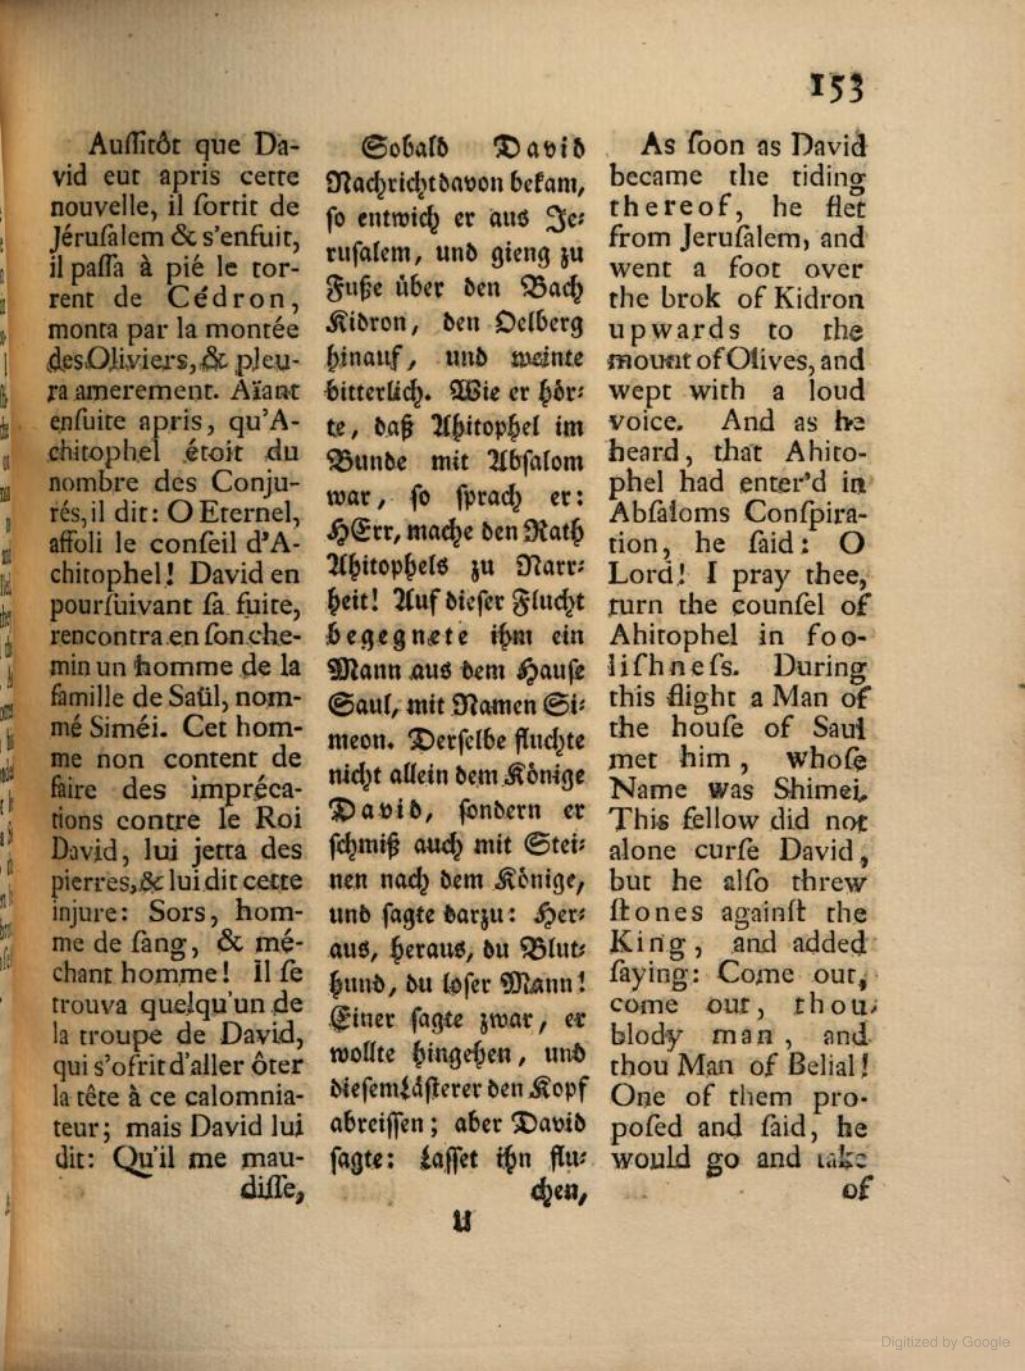 153
Auſſitôt que Da-
vid eut apris cette
nouvelle, il ſortit de
Jéruſalem & s'enfuit,
il paſſa à pié le tor-
rent de Cédron,
monta par la montée
des Oliviers, & pleu-
ra amerement. Aïant
enſuite apris, qu'A-
chitophel étoit du
nombre des Conju-
rés, il dit: O Eternel,
affoli le conſeil d'A-
chitophel! David en
pourſuivant ſa fuite,
rencontra en ſon che-
min un homme de la
famille de Saül, nom-
mé Siméi. Cet hom-
me non content de
faire des impréca-
tions contre le Roi
David, lui jetta des
pierres, & lui dit cette
injure: Sors, hom-
me de ſang, & mé-
chant homme! Il ſe
trouva quelqu'un de
la troupe de David,
qui s'ofrit d'aller ôter
la tête à ce calomnia-
teur; mais David lui
dit: Qu'il me mau-
diſſe,
Sobald David
Nachricht davon bekam,
ſo entwich er aus Je-
ruſalem, und gieng zu
Fuße über den Bach
Kidron, den Oelberg
hinauf, und weinte
bitterlich. Wie er hör-
te, daß Ahitophel im
Bunde mit Abſalom
war, ſo ſprach er:
HErr, mache den Rath
Ahitophels zu Narr-
heit! Auf dieſer Flucht
begegnete ihm ein
Mann aus dem Hauſe
Saul, mit Namen Si-
meon. Derſelbe fluchte
nicht allein dem Könige
David, ſondern er
ſchmiß auch mit Stei-
nen nach dem Könige,
und ſagte darzu: Her-
aus, heraus, du Blut-
hund, du loſer Mann!
Einer ſagte zwar, er
wollte hingehen, und
dieſem Läſterer den Kopf
abreiſſen; aber David
ſagte: Laſſet ihn flu-
chen,
U
As ſoon as David
became the tiding
thereof, he flet
from Jeruſalem, and
went a foot over
the brok of Kidron
upwards to the
mount of Olives, and
wept with a loud
voice. And as he
heard, that Ahito-
phel had enter'd in
Abſaloms Conſpira-
tion, he ſaid: O
Lord! I pray thee,
turn the counſel of
Ahitophel in foo-
liſhneſs. During
this flight a Man of
the houſe of Saul
met him, whoſe
Name was Shimei.
This fellow did not
alone curſe David,
but he alſo threw
ſtones againſt the
King, and added
ſaying: Come out,
come out, thou
blody man, and
thou Man of Belial!
One of them pro-
poſed and ſaid, he
would go and take
of
Digitized by Google